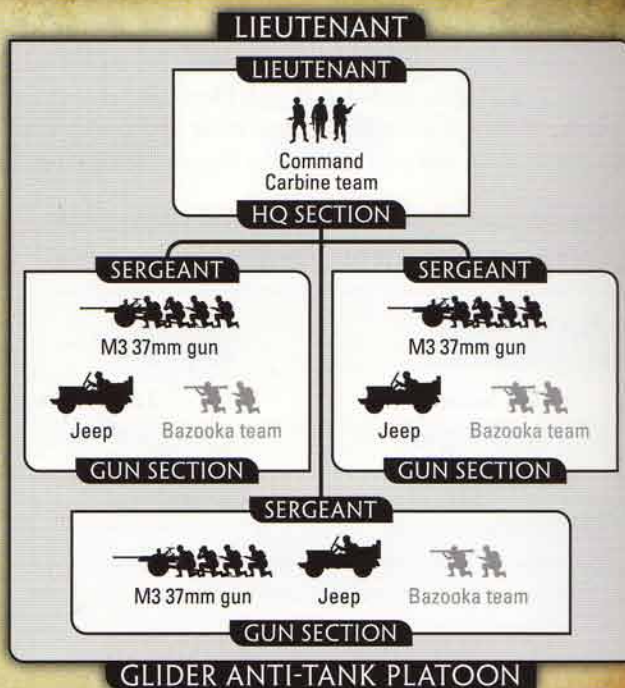 LIEUTENANT
LIEUTENANT
Command
Carbine team
HQ SECTION
SERGEANT
M3 37mm gun
Jeep
Bazooka team
GUN SECTION
SERGEANT
M3 37mm gun
Jeep
Bazooka team
GUN SECTION
SERGEANT
M3 37mm gun
Jeep
Bazooka team
GUN SECTION
GLIDER ANTI-TANK PLATOON